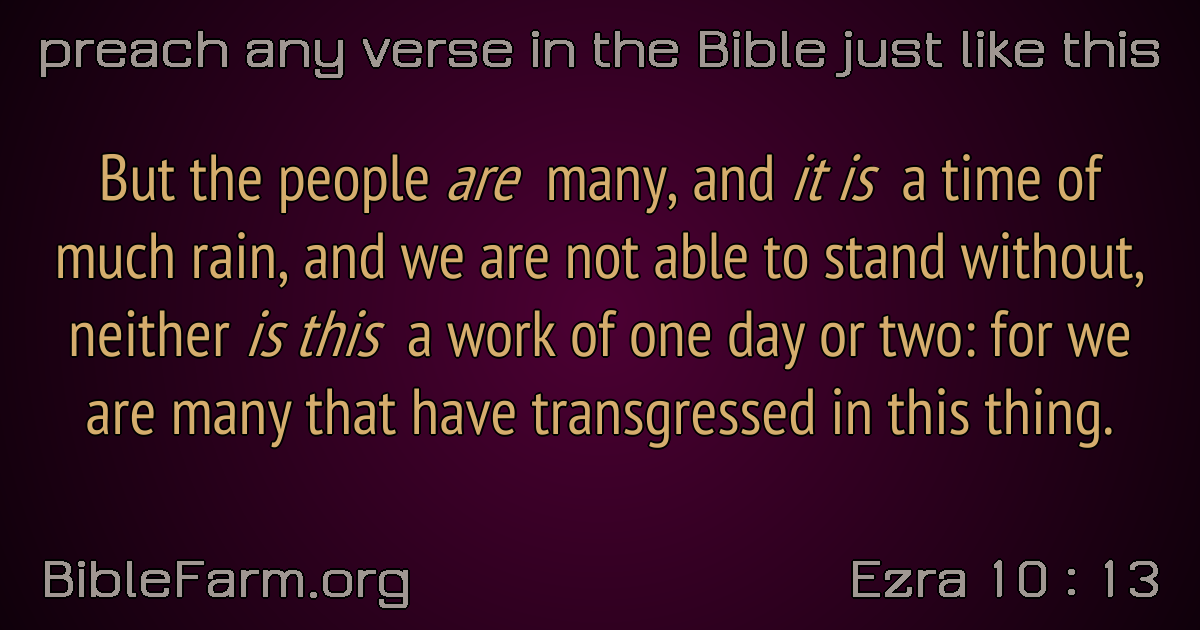 preach any verse in the Bible just like this
But the people are many, and it is a time of
much rain, and we are not able to stand without,
neither is this a work of one day or two: for we
are many that have transgressed in this thing.
BibleFarm.org
Ezra 10 : 13